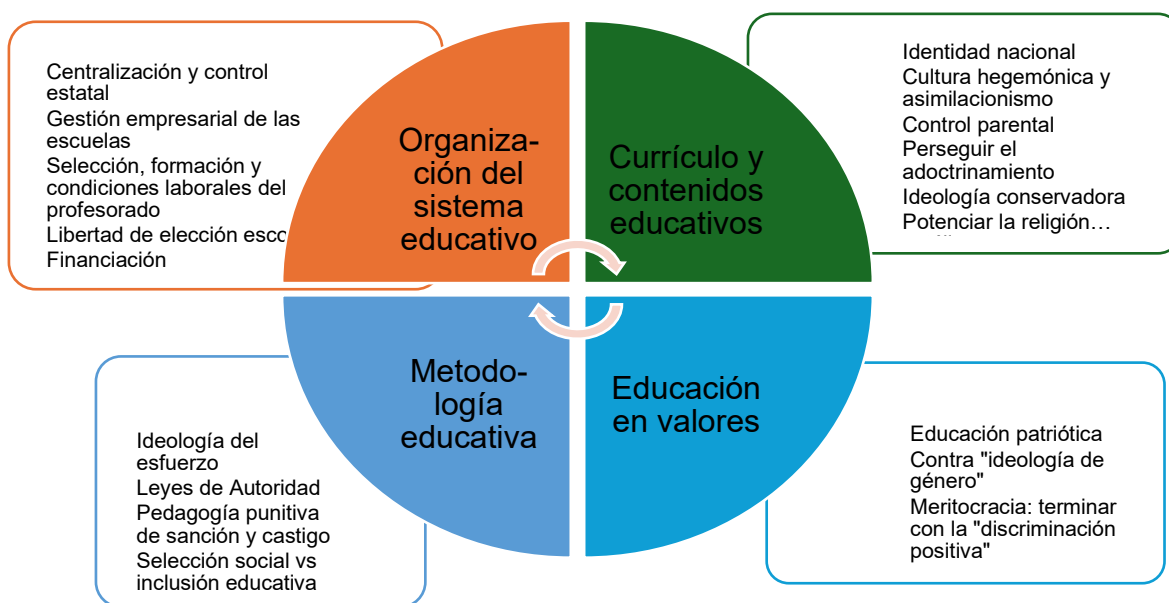 Centralización y control
estatal
Gestión empresarial de las
escuelas
Selección, formación y
condiciones laborales del
profesorado
Libertad de elección esco
Financiación
Organiza-
ción del
sistema
educativo
Currículo y
contenidos
educativos
Identidad nacional
Cultura hegemónica y
asimilacionismo
Control parental
Perseguir el
adoctrinamiento
Ideología conservadora
Potenciar la religión…
Ideología del
esfuerzo
Leyes de Autoridad
Pedagogía punitiva
de sanción y castigo
Selección social vs
inclusión educativa
Metodo-
logía
educativa
Educación
en valores
Educación patriótica
Contra "ideología de
género"
Meritocracia: terminar
con la "discriminación
positiva"